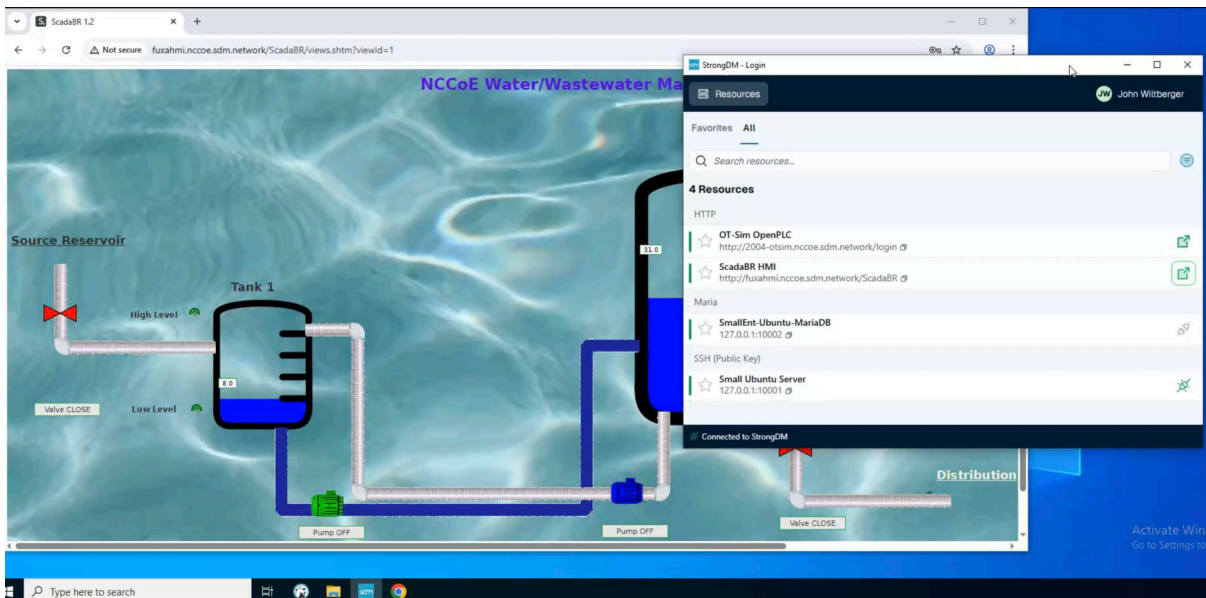 ScadaBR 1.2
Not secure
fuxahmi.nccoe.sdm.network/ScadaBR/views.shtm?viewId=1
NCCoE Water/Wastewater Ma
Source Reservoir
Tank 1
High Level
8.0
Valve CLOSE
Low Level
31.0
Pump OFF
Pump OFF
Valve CLOSE
Distribution
sdm StrongDM - Login
Resources
JW John Wittberger
Favorites All
Search resources...
4 Resources
HTTP
OT-Sim OpenPLC
http://2004-otsim.nccoe.sdm.network/login
ScadaBR HMI
http://fuxahmi.nccoe.sdm.network/ScadaBR
Maria
SmallEnt-Ubuntu-MariaDB
127.0.0.1:10002
SSH (Public Key)
Small Ubuntu Server
127.0.0.1:10001
Connected to StrongDM
Activate Win
Go to Settings to
Type here to search
sdm